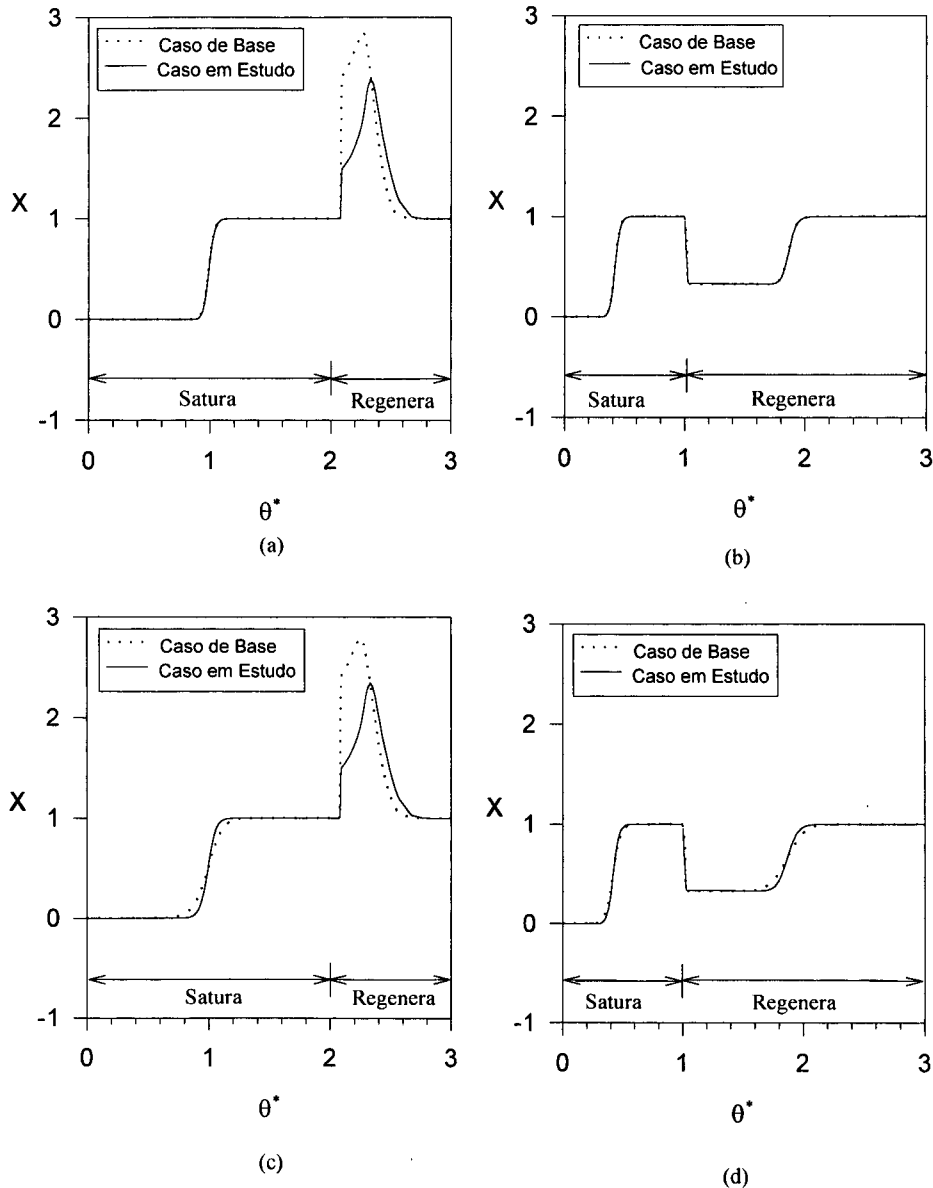 3
2
X
1
0
-1
Caso de Base
Caso em Estudo
Satura
Regenera
0
1
2
3
θ*
(a)
3
2
X
1
0
-1
Caso de Base
Caso em Estudo
Satura
Regenera
0
1
2
3
θ*
(b)
3
2
X
1
0
-1
Caso de Base
Caso em Estudo
Satura
Regenera
0
1
2
3
θ*
(c)
3
2
X
1
0
-1
Caso de Base
Caso em Estudo
Satura
Regenera
0
1
2
3
θ*
(d)